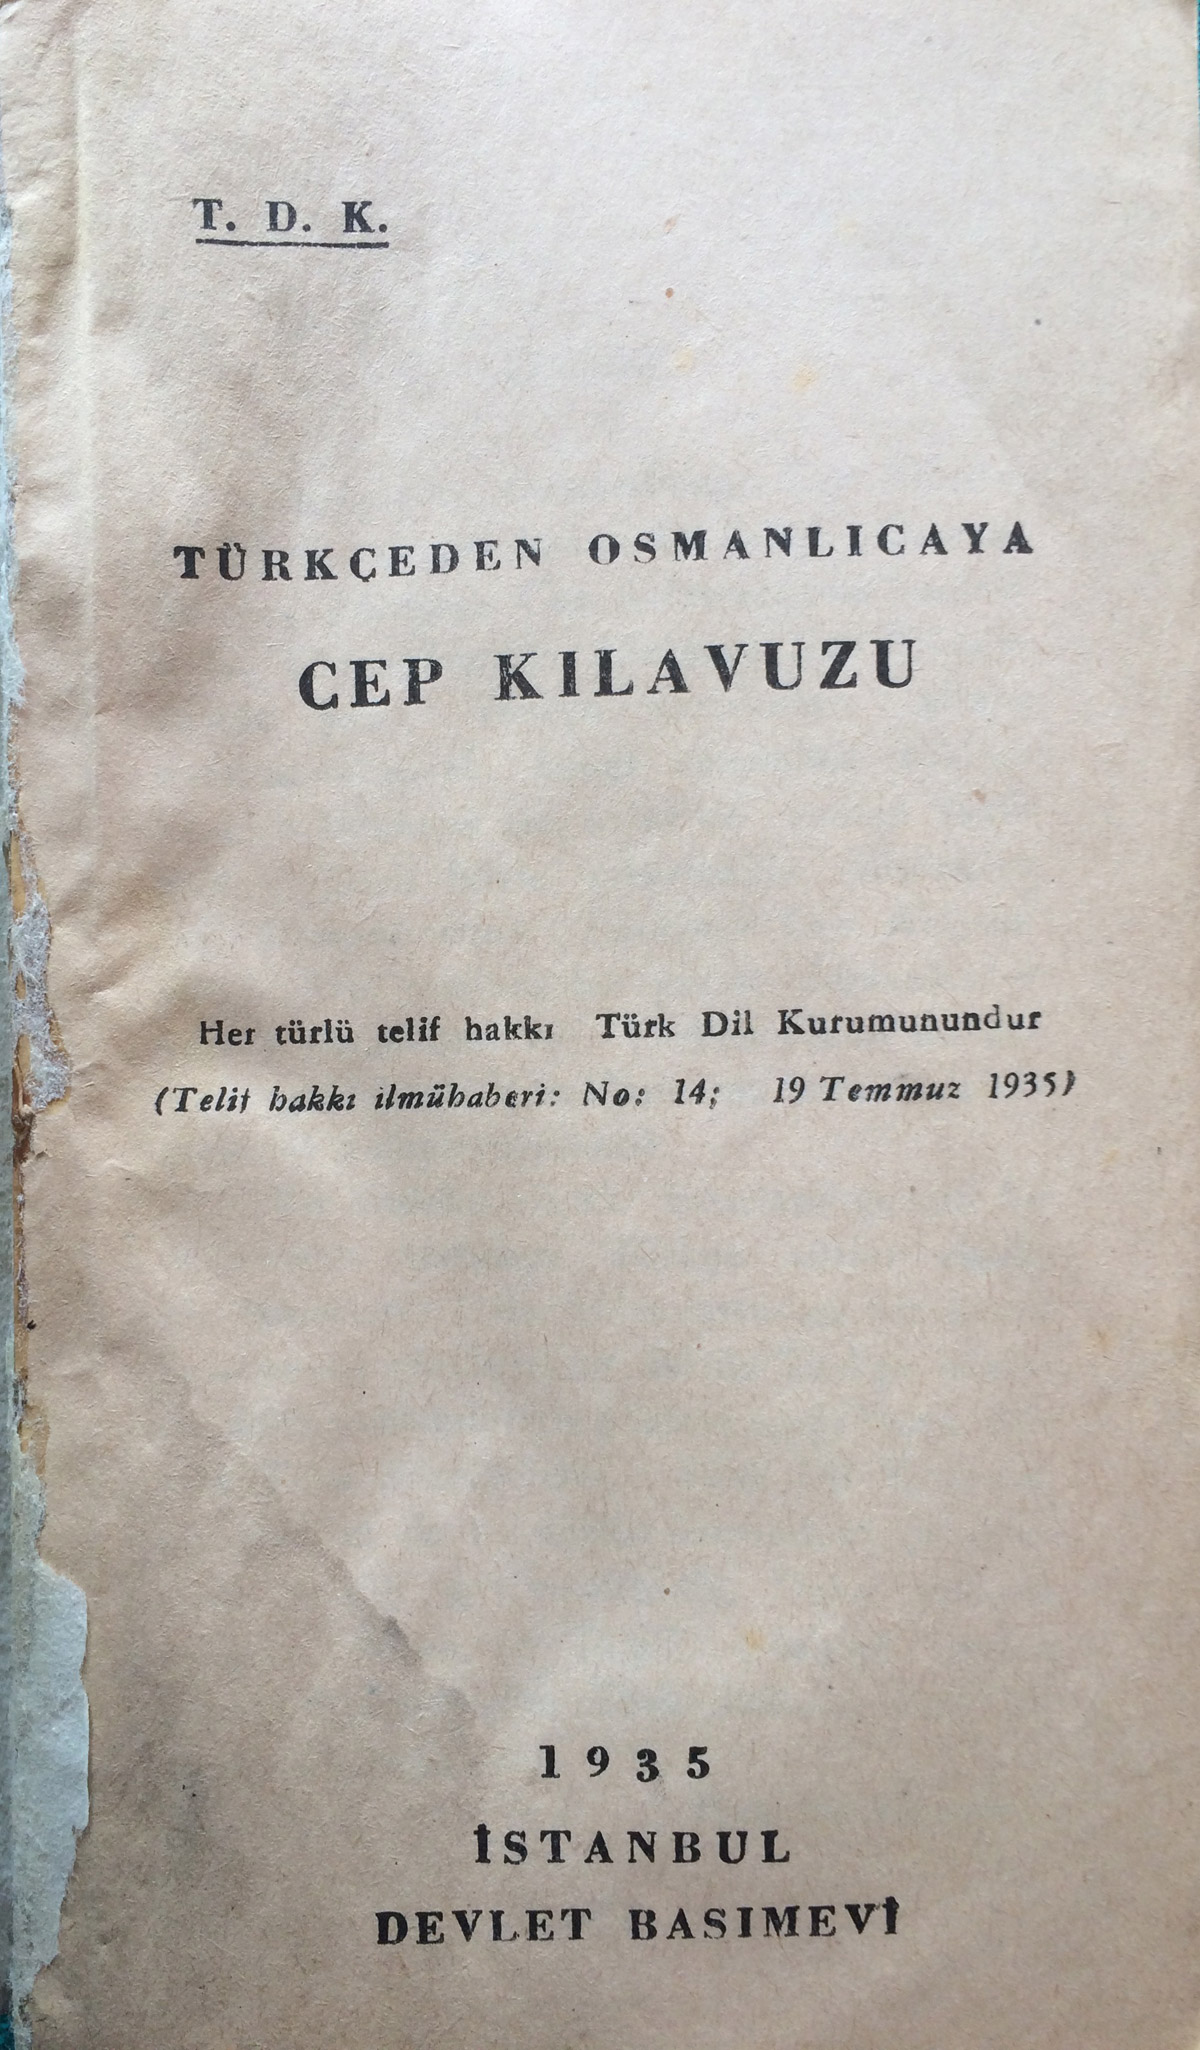 T. D. K.
TÜRKÇEDEN OSMANLICAYA
CEP KILAVUZU
Her türlü telif hakkı Türk Dil Kurumunundur
(Telif hakkı ilmühaberi: No: 14; 19 Temmuz 1935)
1935
İSTANBUL
DEVLET BASIMEVİ